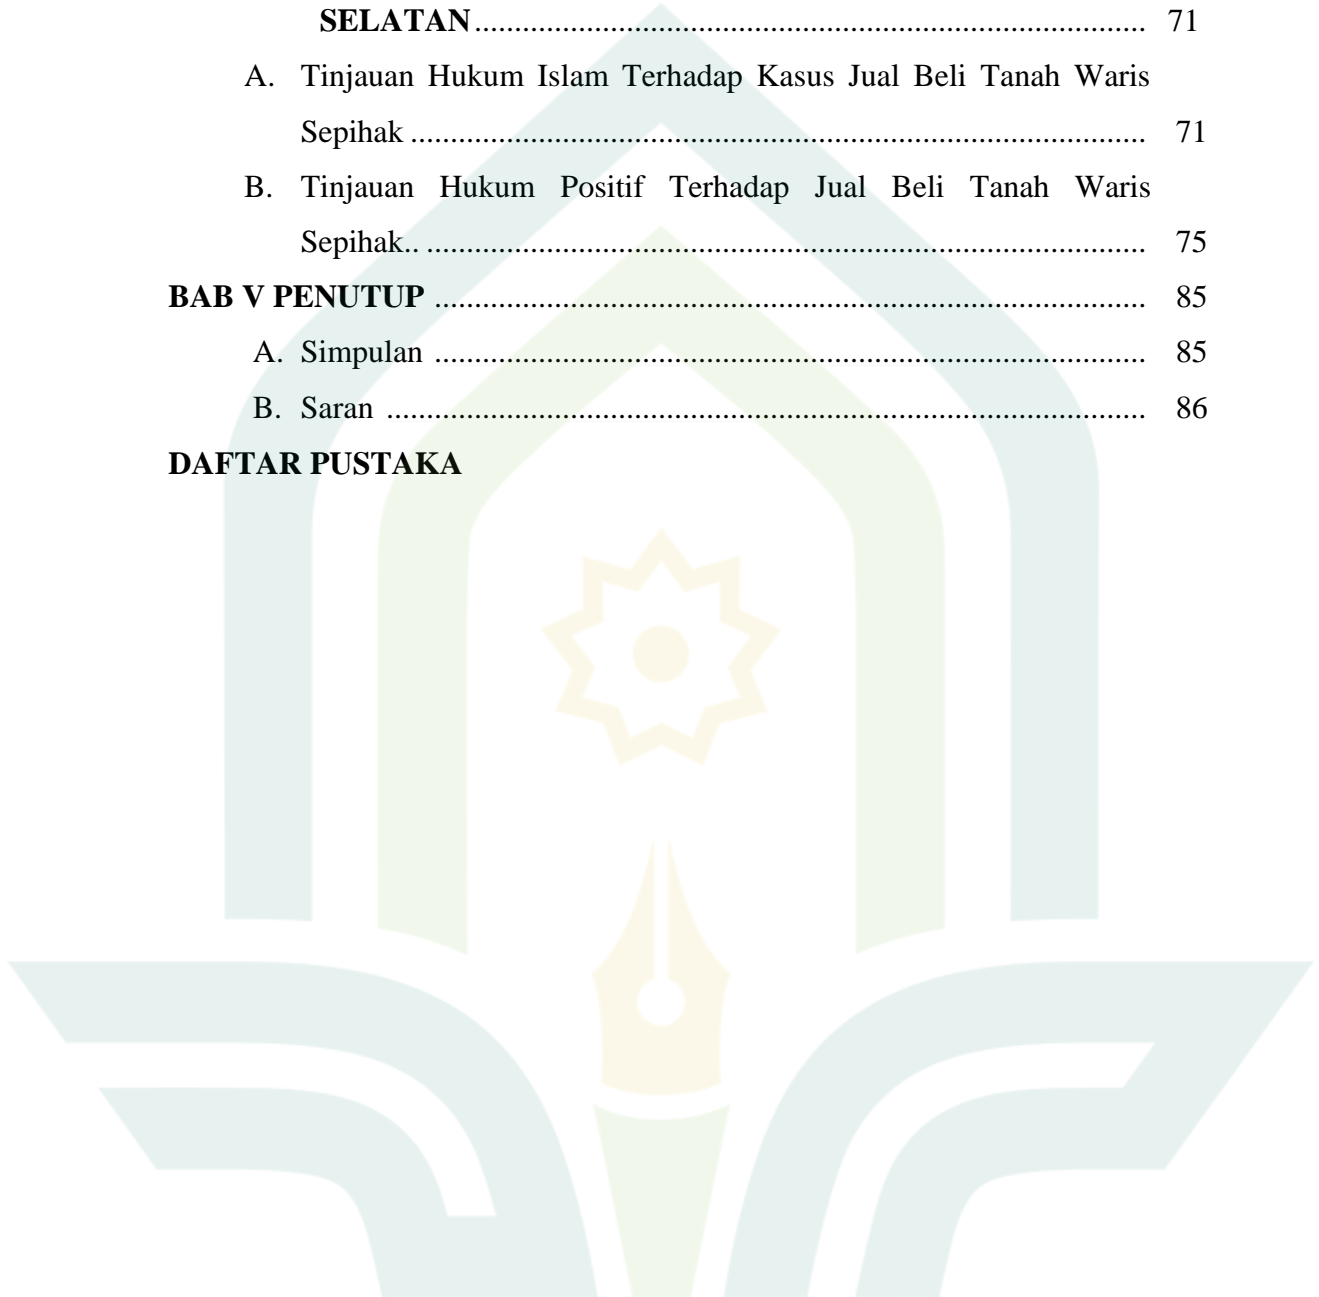 SELATAN.................................................................................... 71
A. Tinjauan Hukum Islam Terhadap Kasus Jual Beli Tanah Waris
Sepihak ............................................................................................ 71
B. Tinjauan Hukum Positif Terhadap Jual Beli Tanah Waris
Sepihak.. .......................................................................................... 75
BAB V PENUTUP ......................................................................................... 85
A. Simpulan ......................................................................................... 85
B. Saran ............................................................................................... 86
DAFTAR PUSTAKA